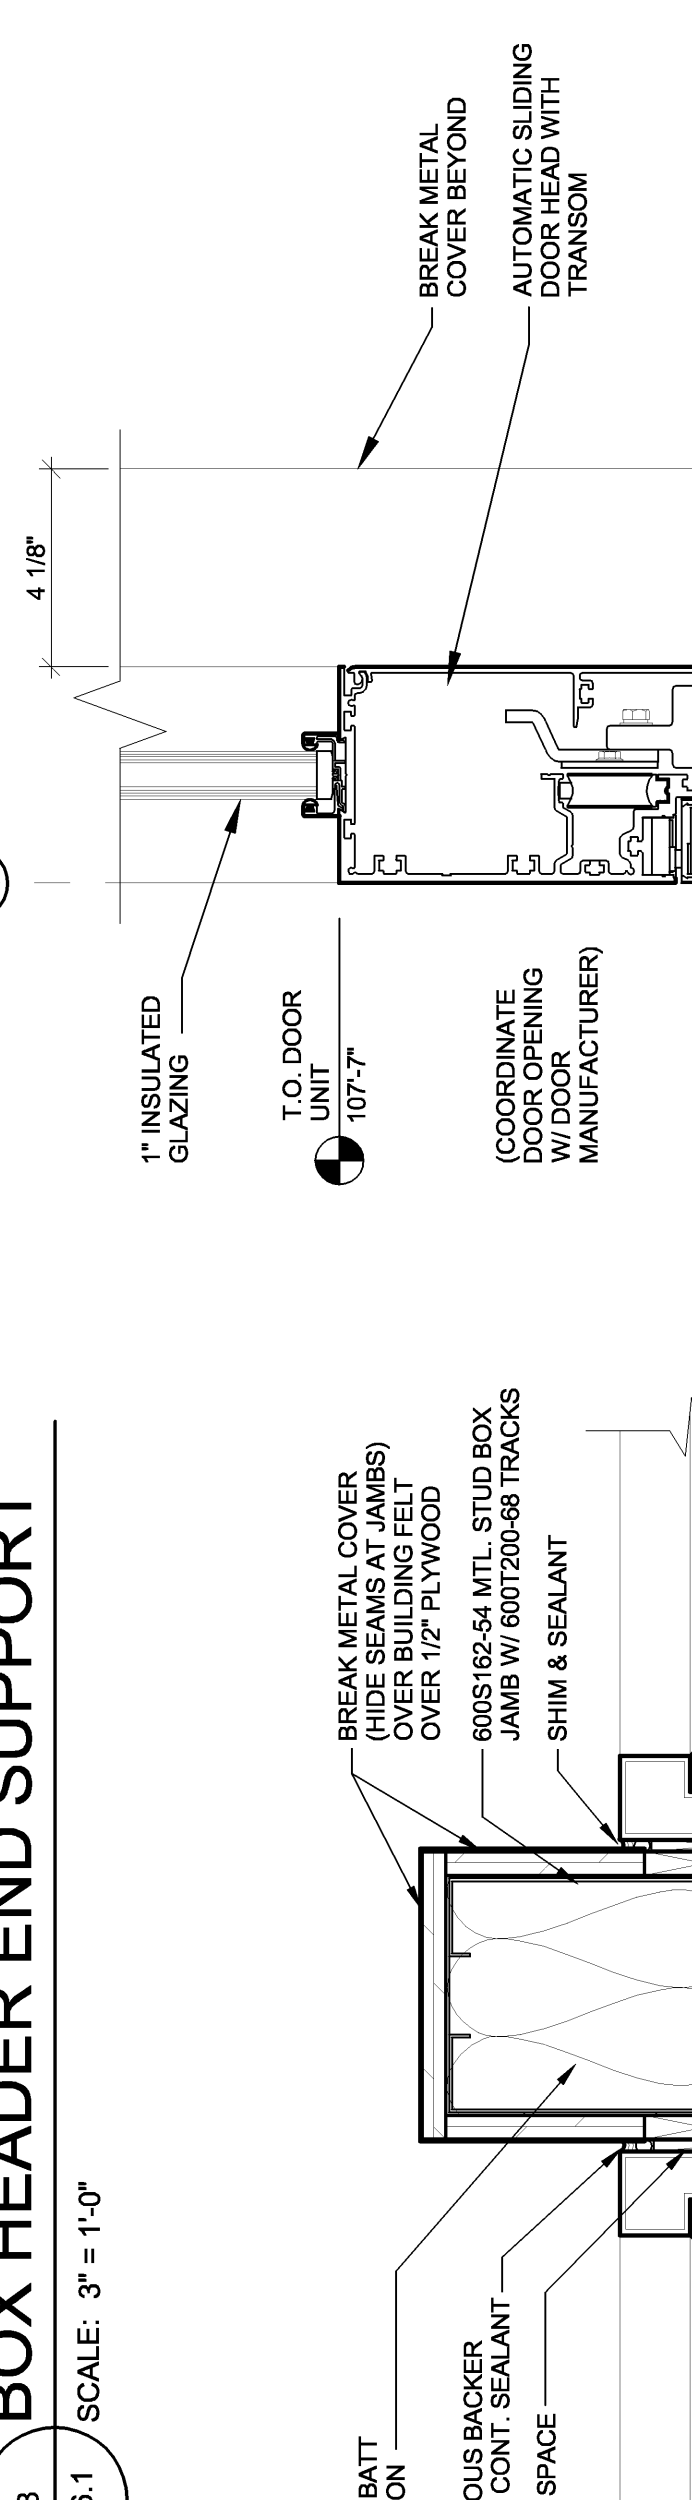 BREAK METAL
COVER BEYOND
AUTOMATIC SLIDING
DOOR HEAD WITH
TRANSOM
4 1/8"
1" INSULATED
GLAZING
T.O. DOOR
UNIT
107'-7"
(COORDINATE
DOOR OPENING
W/ DOOR
MANUFACTURER)
BOX HEADER END SUPPORT
SCALE: 3" = 1'-0"
BREAK METAL COVER
(HIDE SEAMS AT JAMBS)
OVER BUILDING FELT
OVER 1/2" PLYWOOD
600S162-54 MTL. STUD BOX
JAMB W/ 600T200-68 TRACKS
SHIM & SEALANT
BATT
ON
OUS BACKER
CONT. SEALANT
SPACE